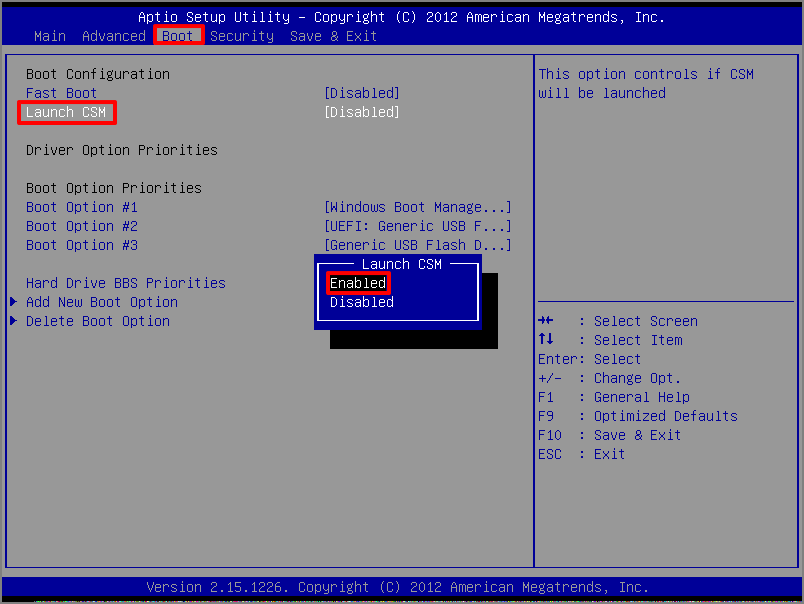 Aptio Setup Utility – Copyright (C) 2012 American Megatrends, Inc.
Main Advanced Boot Security Save & Exit
Boot Configuration
Fast Boot [Disabled]
Launch CSM [Disabled]
Driver Option Priorities
Boot Option Priorities
Boot Option #1 [Windows Boot Manage...]
Boot Option #2 [UEFI: Generic USB F...]
Boot Option #3 [Generic USB Flash D...]
Hard Drive BBS Priorities
Add New Boot Option
Delete Boot Option
Launch CSM
Enabled
Disabled
This option controls if CSM
will be launched
→←  : Select Screen
↑↓  : Select Item
Enter: Select
+/–  : Change Opt.
F1   : General Help
F9   : Optimized Defaults
F10  : Save & Exit
ESC  : Exit
Version 2.15.1226. Copyright (C) 2012 American Megatrends, Inc.